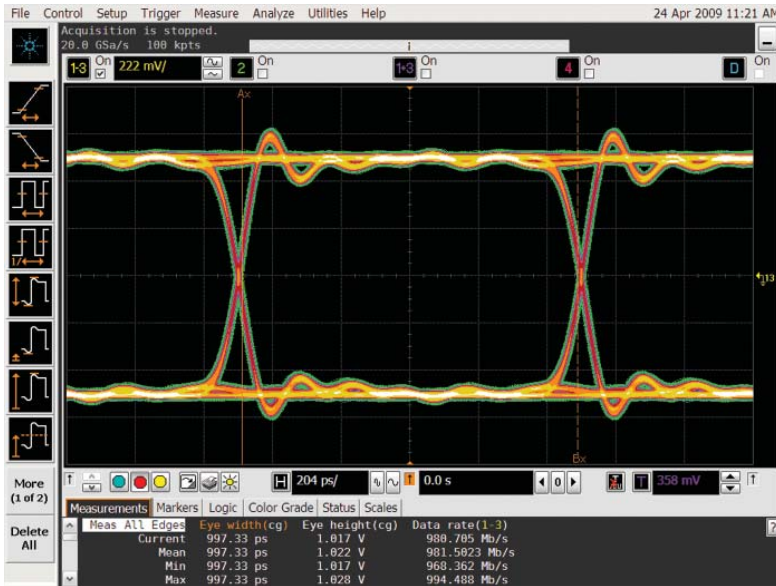 File Control Setup Trigger Measure Analyze Utilities Help 24 Apr 2009 11:21 AM
Acquisition is stopped.
20.0 GSa/s 100 kpts
1-3 On 222 mV/ 2 On 1+3 On 4 On D On
Ax
Bx
More
(1 of 2)
Delete
All
H 204 ps/ 0.0 s 0 T 358 mV
Measurements Markers Logic Color Grade Status Scales
Meas All Edges Eye width(cg) Eye height(cg) Data rate(1-3)
Current 997.33 ps 1.017 V 980.705 Mb/s
Mean 997.33 ps 1.022 V 981.5023 Mb/s
Min 997.33 ps 1.017 V 968.362 Mb/s
Max 997.33 ps 1.028 V 994.488 Mb/s